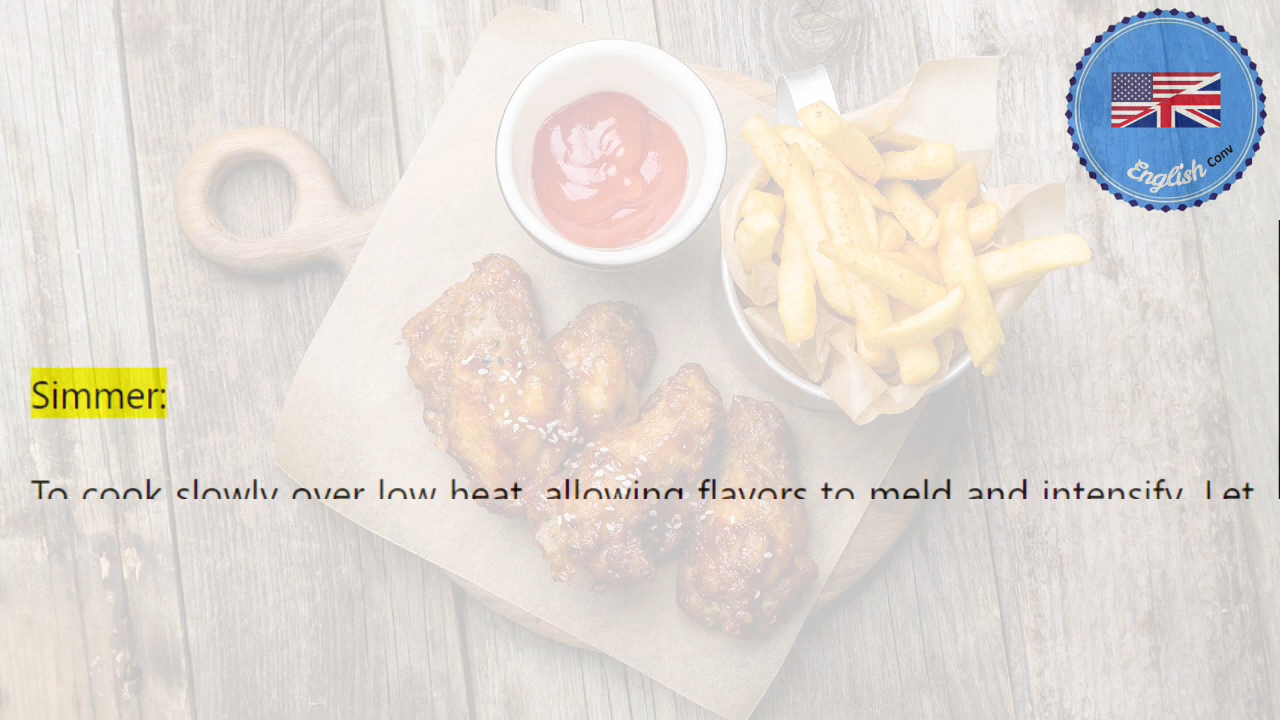 English Conv
Simmer:
To cook slowly over low heat, allowing flavors to meld and intensify. Let